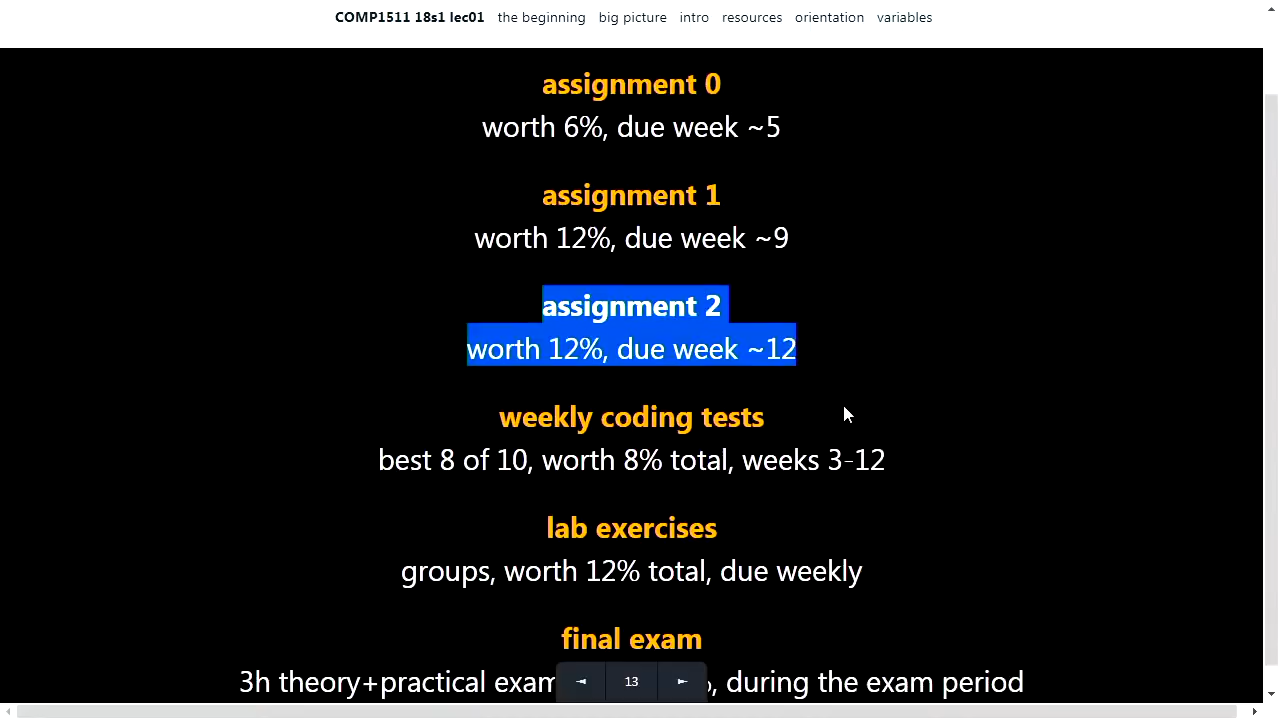 COMP1511 18s1 lec01 the beginning big picture intro resources orientation variables
assignment 0
worth 6%, due week ~5
assignment 1
worth 12%, due week ~9
assignment 2
worth 12%, due week ~12
weekly coding tests
best 8 of 10, worth 8% total, weeks 3-12
lab exercises
groups, worth 12% total, due weekly
final exam
3h theory+practical exam %, during the exam period
13